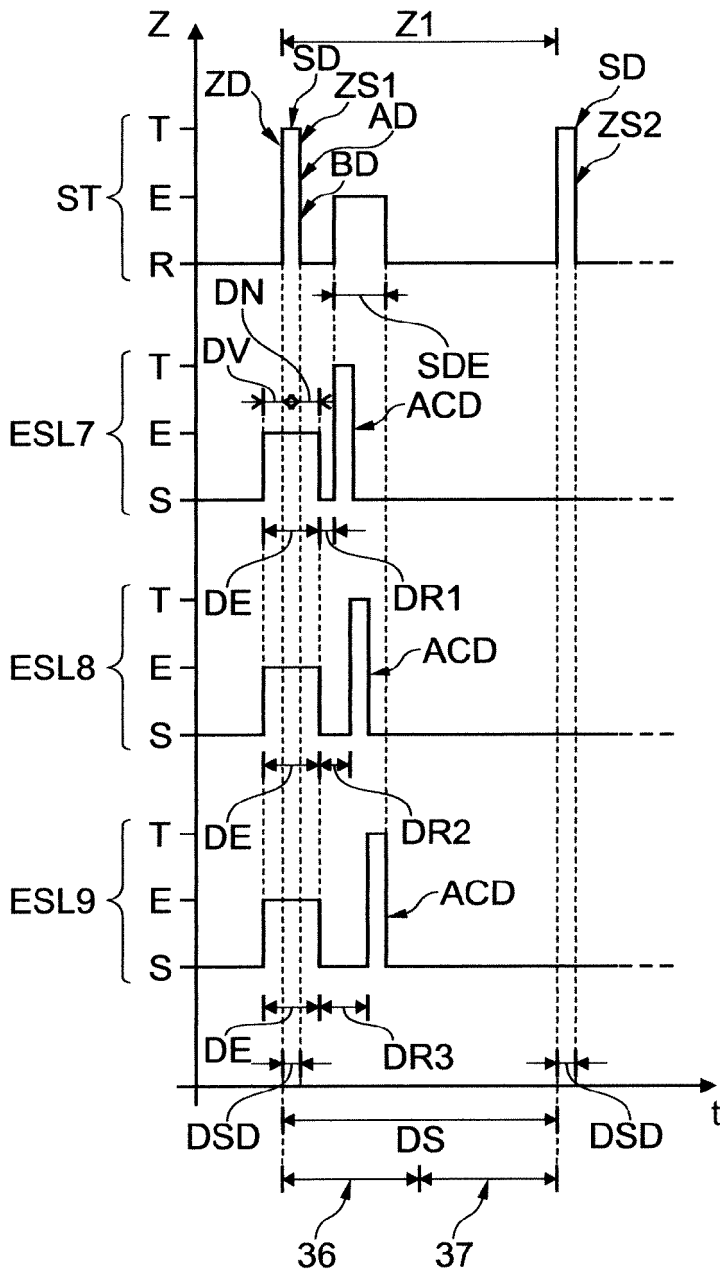 Z
Z1
SD
ZD
ZS1
AD
BD
SD
ZS2
ST
T
E
R
DN
DV
SDE
ESL7
T
E
S
ACD
DE
DR1
ESL8
T
E
S
ACD
DE
DR2
ESL9
T
E
S
ACD
DE
DR3
t
DSD
DS
DSD
36
37